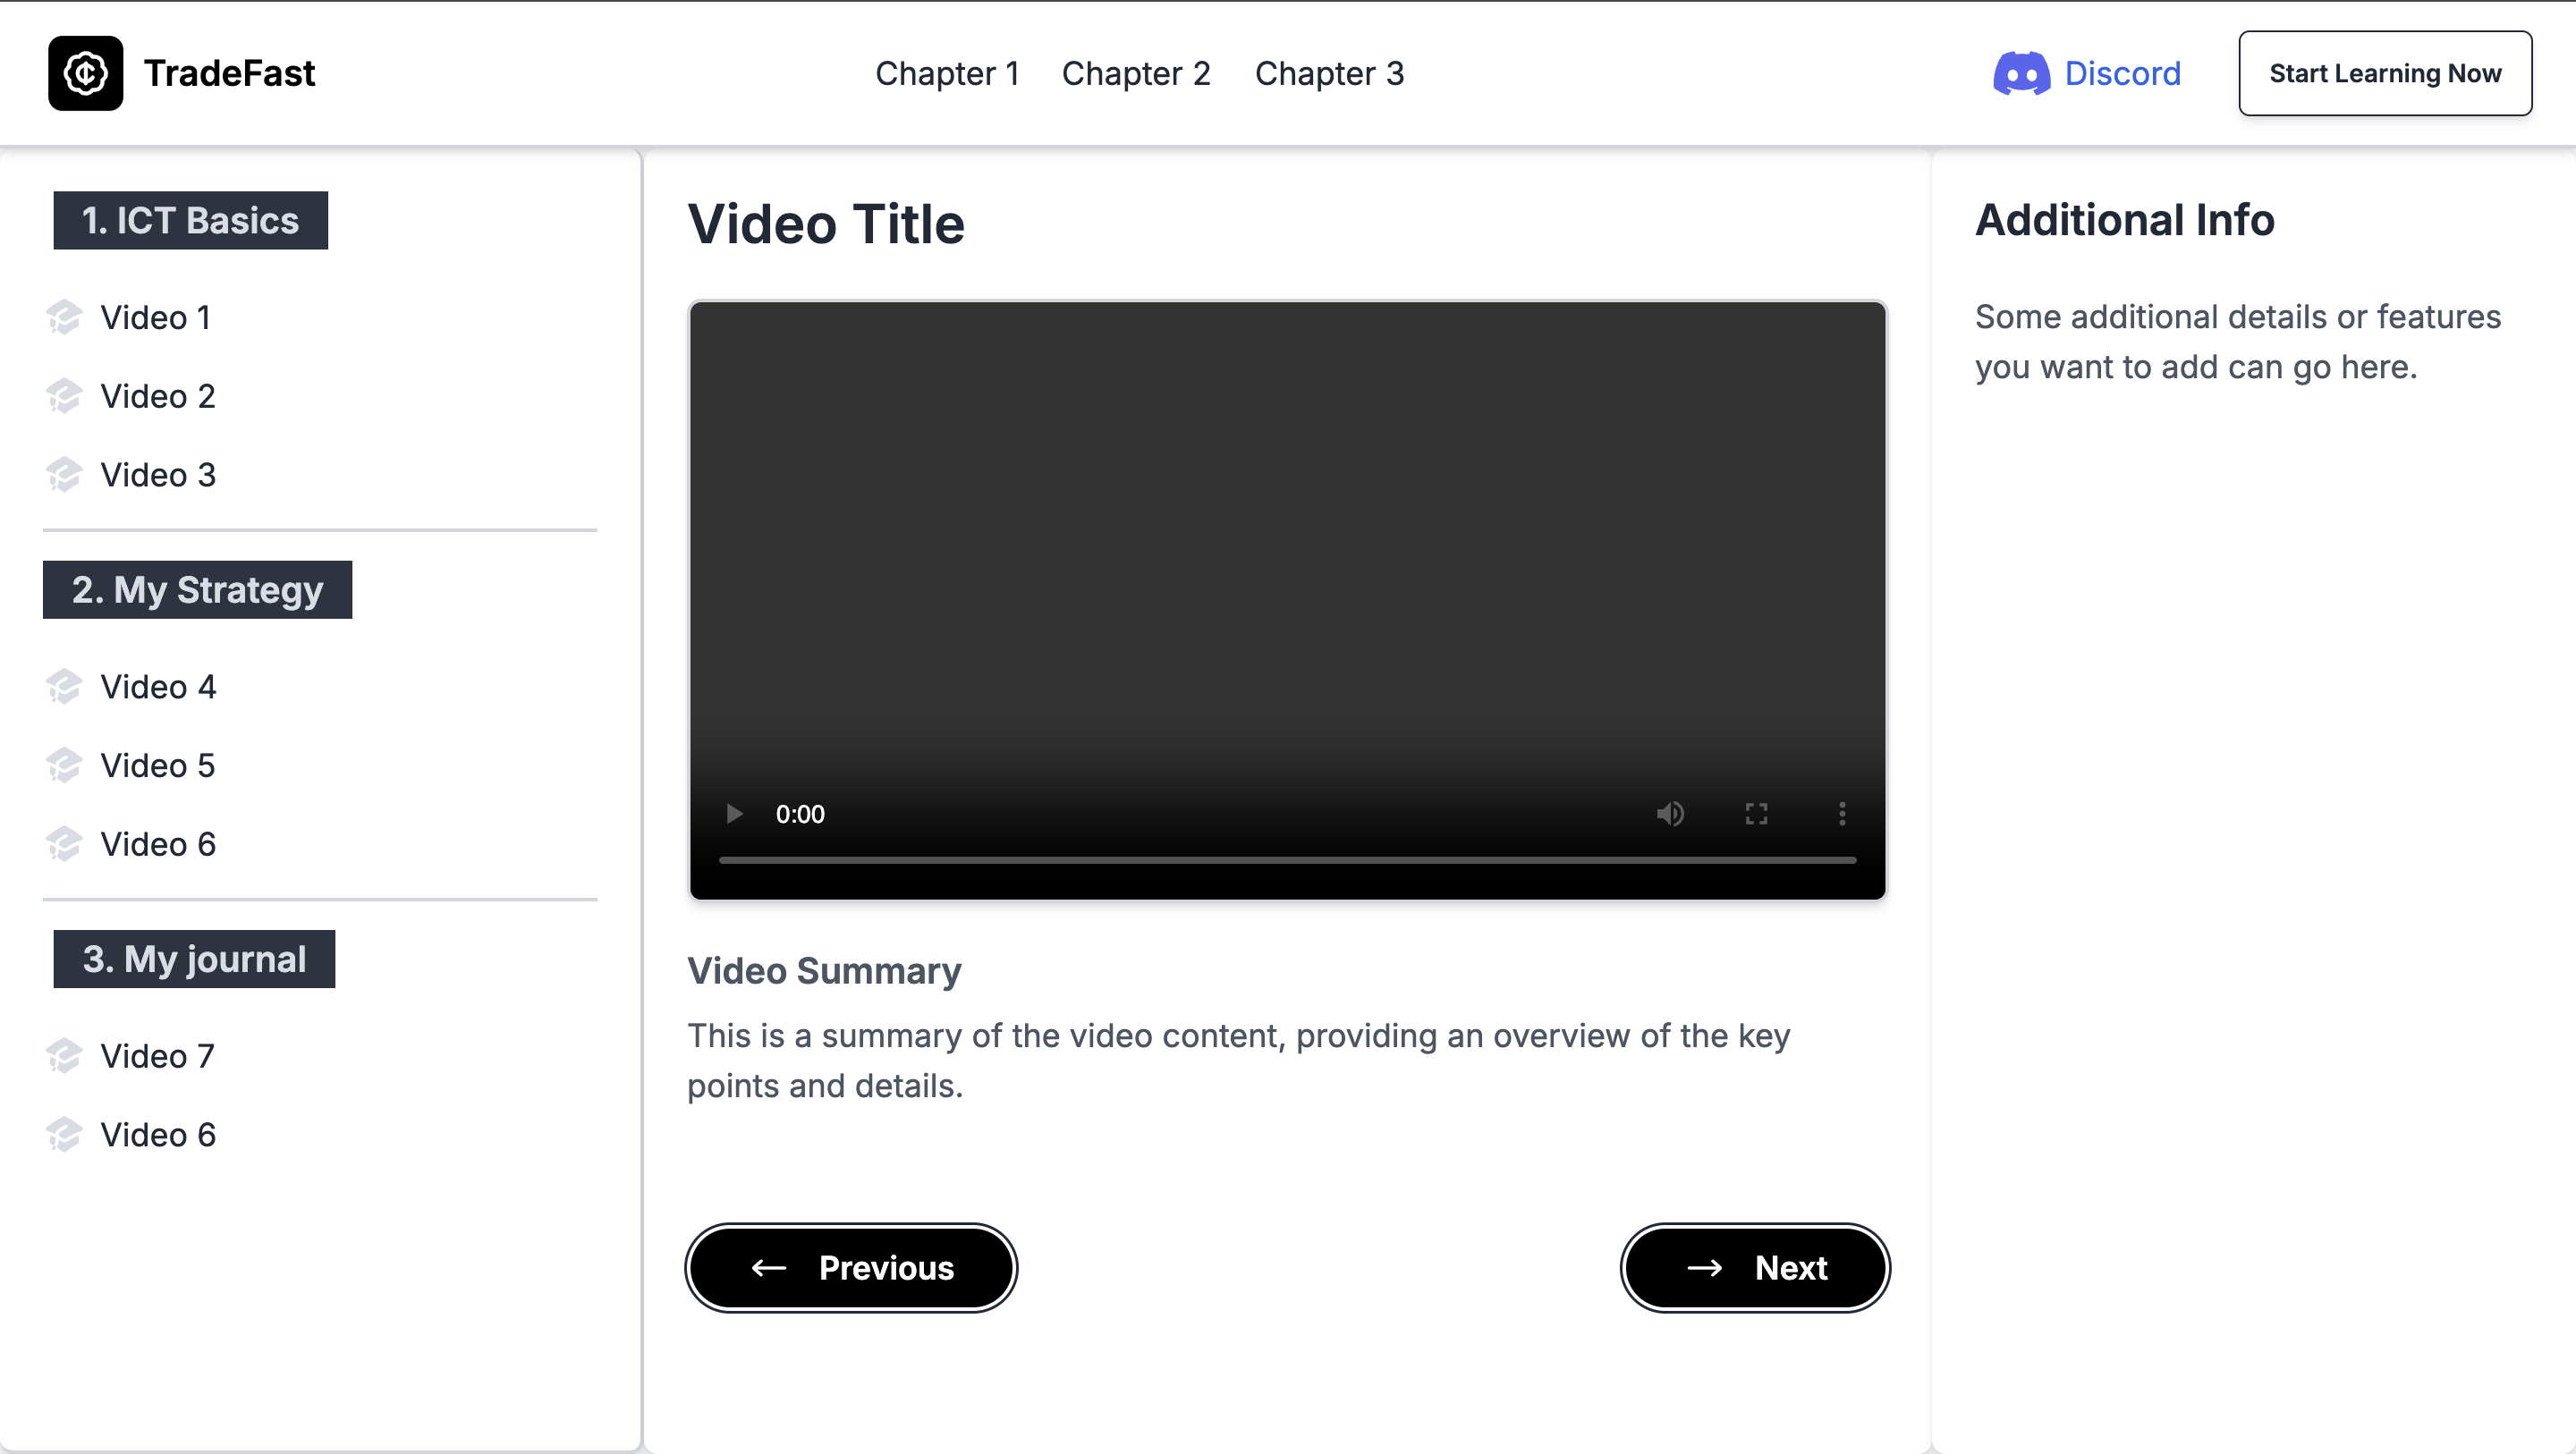 TradeFast
Chapter 1 Chapter 2 Chapter 3
Discord
Start Learning Now
1. ICT Basics
Video 1
Video 2
Video 3
2. My Strategy
Video 4
Video 5
Video 6
3. My journal
Video 7
Video 6
Video Title
0:00
Video Summary
This is a summary of the video content, providing an overview of the key
points and details.
← Previous
→ Next
Additional Info
Some additional details or features
you want to add can go here.